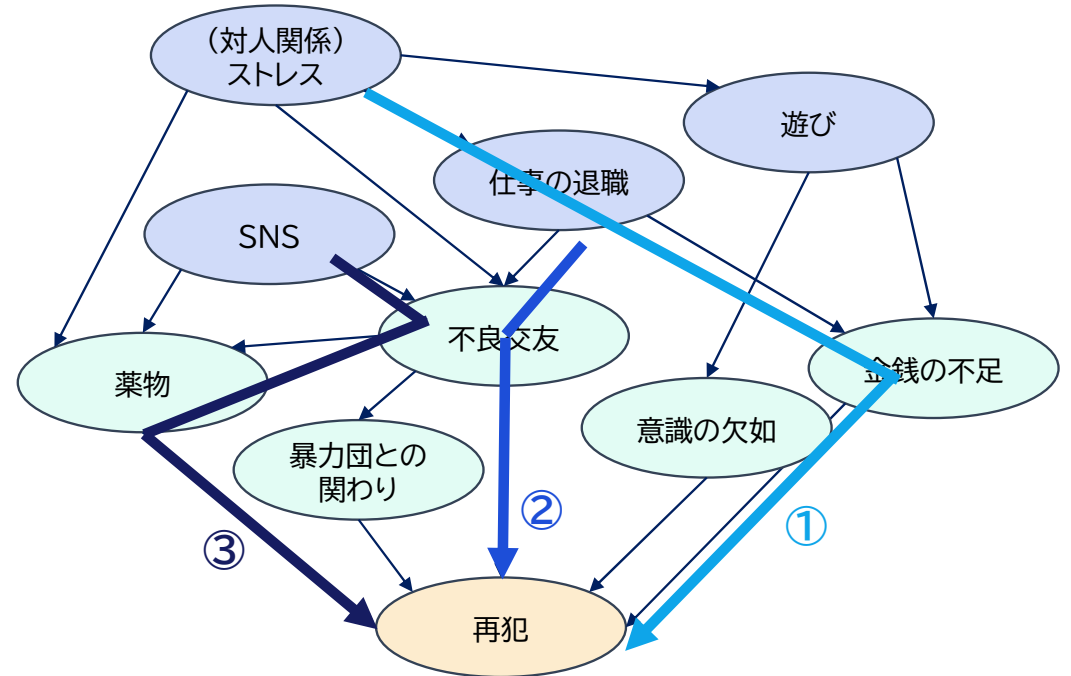 （対人関係）
ストレス
遊び
仕事の退職
SNS
不良交友
薬物
金銭の不足
意識の欠如
暴力団との
関わり
②
①
③
再犯